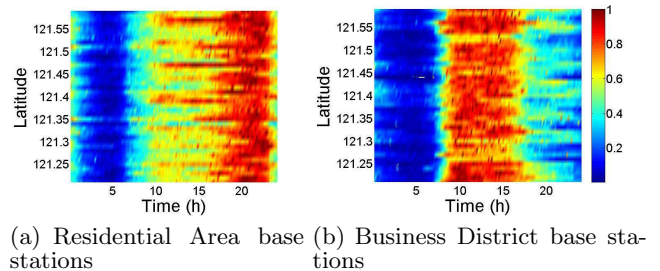 Latitude
121.55
121.5
121.45
121.4
121.35
121.3
121.25
5 10 15 20
Time (h)
Latitude
121.55
121.5
121.45
121.4
121.35
121.3
121.25
5 10 15 20
Time (h)
1
0.8
0.6
0.4
0.2
(a) Residential Area base
stations
(b) Business District base sta-
tions